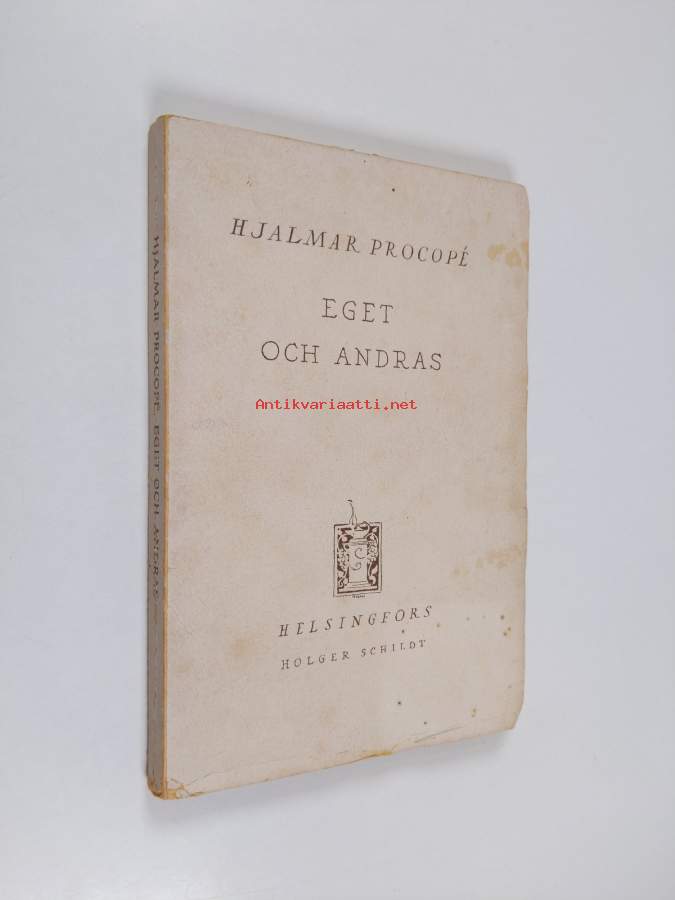 HJALMAR PROCOPÉ
EGET
OCH ANDRAS
Antikvariaatti.net
HELSINGFORS
HOLGER SCHILDT
HJALMAR PROCOPÉ. EGET OCH ANDRAS